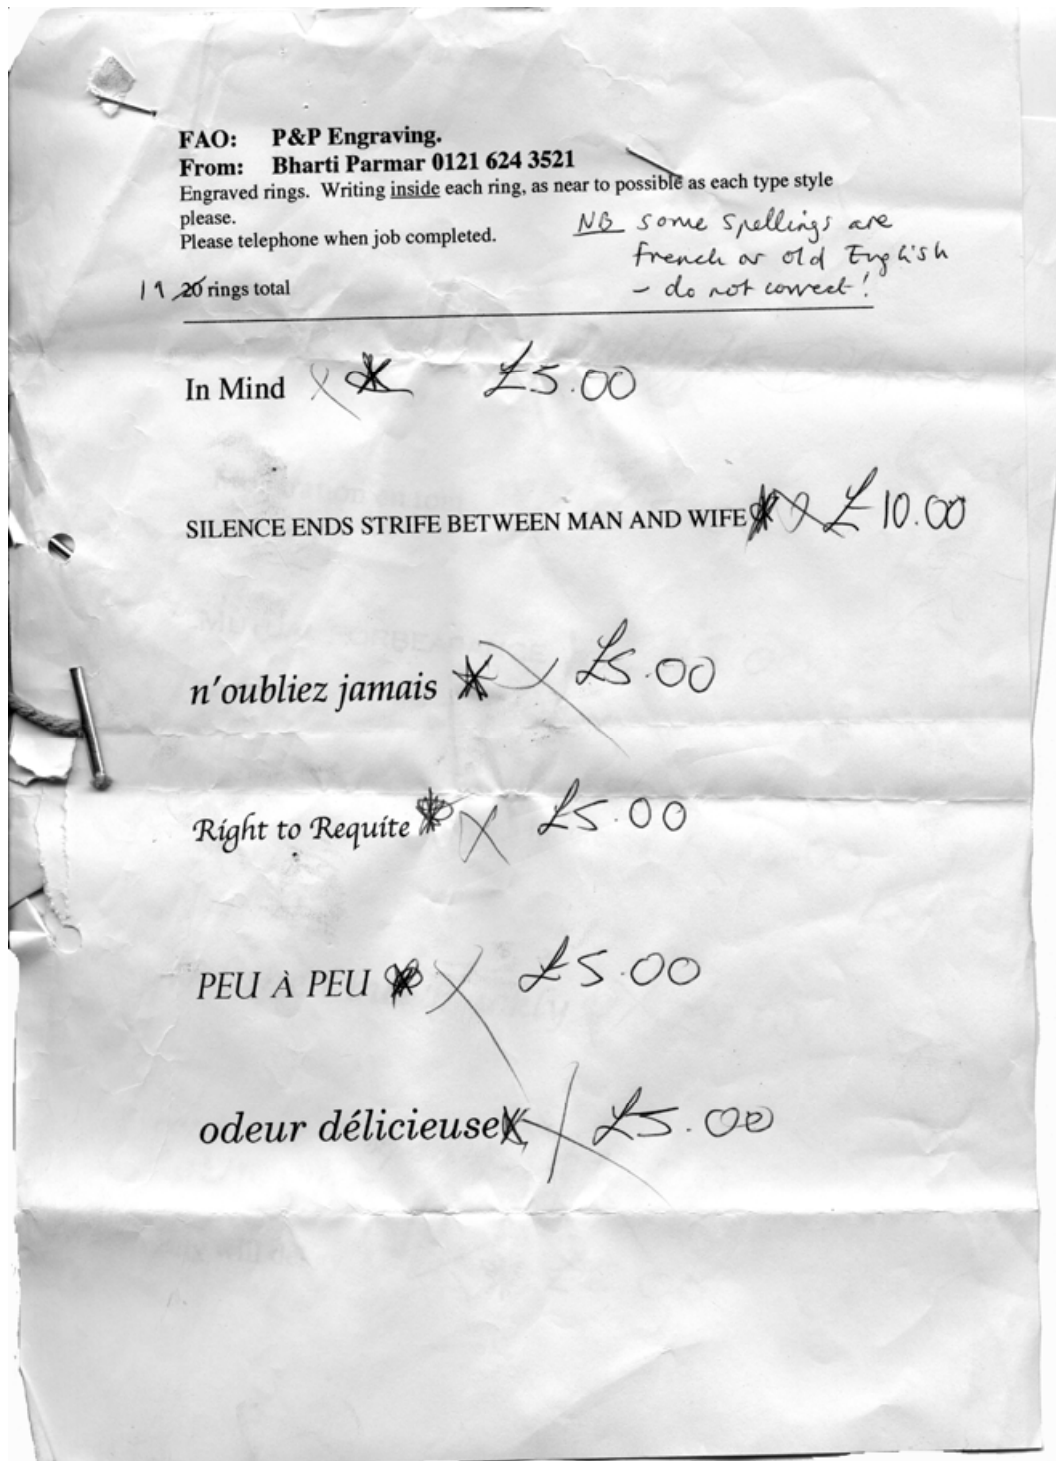 FAO: P&P Engraving.
From: Bharti Parmar 0121 624 3521
Engraved rings. Writing inside each ring, as near to possible as each type style
please.
Please telephone when job completed.
NB some spellings are
french or old English
- do not correct!
19 20 rings total
In Mind £5.00
SILENCE ENDS STRIFE BETWEEN MAN AND WIFE £10.00
n'oubliez jamais £5.00
Right to Requite £5.00
PEU À PEU £5.00
odeur délicieuse £5.00